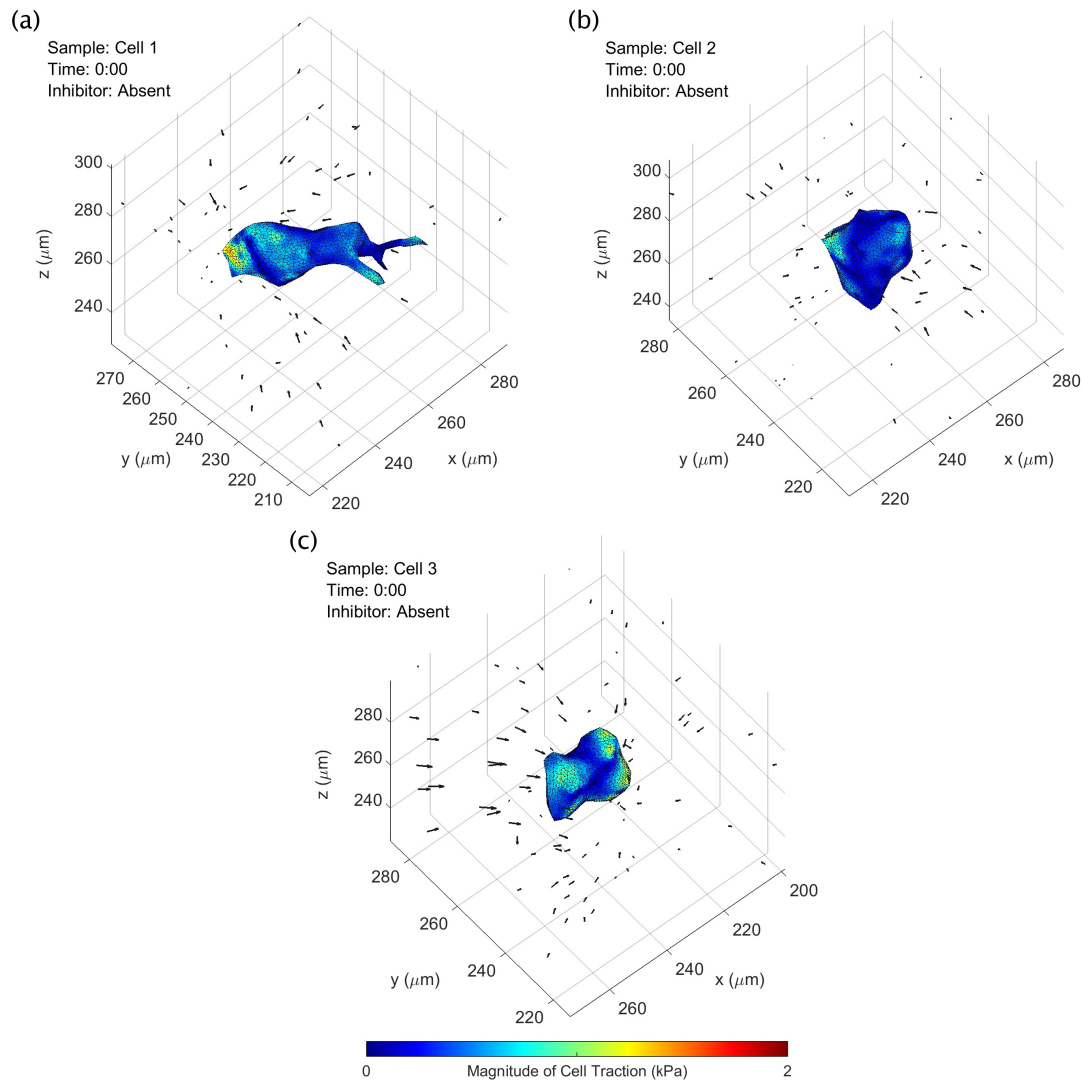 (a)
Sample: Cell 1
Time: 0:00
Inhibitor: Absent
300
280
260
240
z (μm)
270
260
250
240
230
220
210
y (μm)
280
260
240
220
x (μm)
(b)
Sample: Cell 2
Time: 0:00
Inhibitor: Absent
300
280
260
240
z (μm)
280
260
240
220
y (μm)
280
260
240
220
x (μm)
(c)
Sample: Cell 3
Time: 0:00
Inhibitor: Absent
280
260
240
z (μm)
280
260
240
220
y (μm)
200
220
240
260
x (μm)
0
Magnitude of Cell Traction (kPa)
2